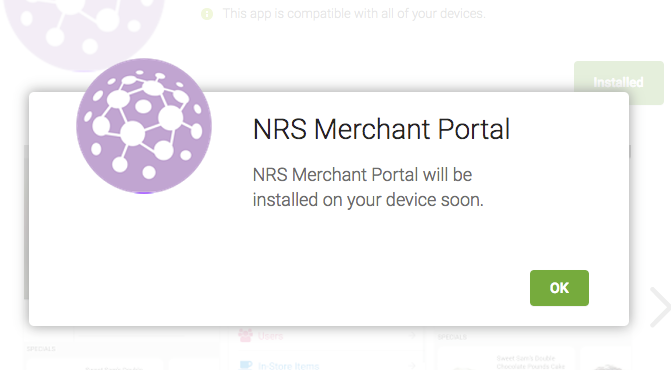 This app is compatible with all of your devices.
Installed
NRS Merchant Portal
NRS Merchant Portal will be
installed on your device soon.
OK
Users
SPECIALS
SPECIALS
In-Store Items
Sweet Sam's Double
Chocolate Pounds Cake